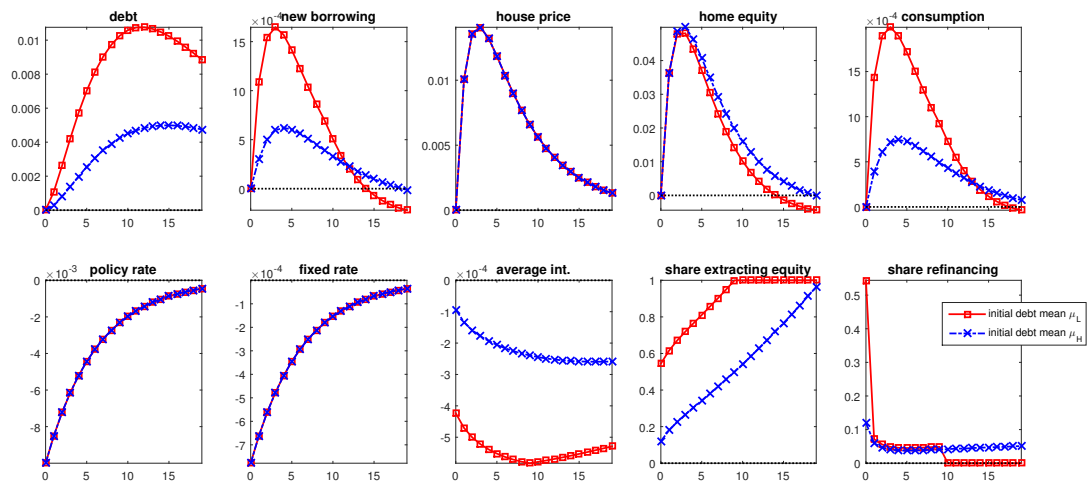 debt
new borrowing
house price
home equity
consumption
0.01
0.008
0.006
0.004
0.002
0
0 5 10 15
×10⁻⁴
15
10
5
0
0 5 10 15
0.01
0.005
0 5 10 15
0.04
0.03
0.02
0.01
0
0 5 10 15
×10⁻⁴
15
10
5
0
0 5 10 15
policy rate
fixed rate
average int.
share extracting equity
share refinancing
×10⁻³
0
-2
-4
-6
-8
0 5 10 15
×10⁻⁴
0
-1
-2
-3
-4
-5
-6
-7
0 5 10 15
×10⁻⁴
0
-1
-2
-3
-4
-5
0 5 10 15
1
0.8
0.6
0.4
0.2
0
0 5 10 15
0.5
0.4
0.3
0.2
0.1
0
0 5 10 15
initial debt mean μ_L
initial debt mean μ_H